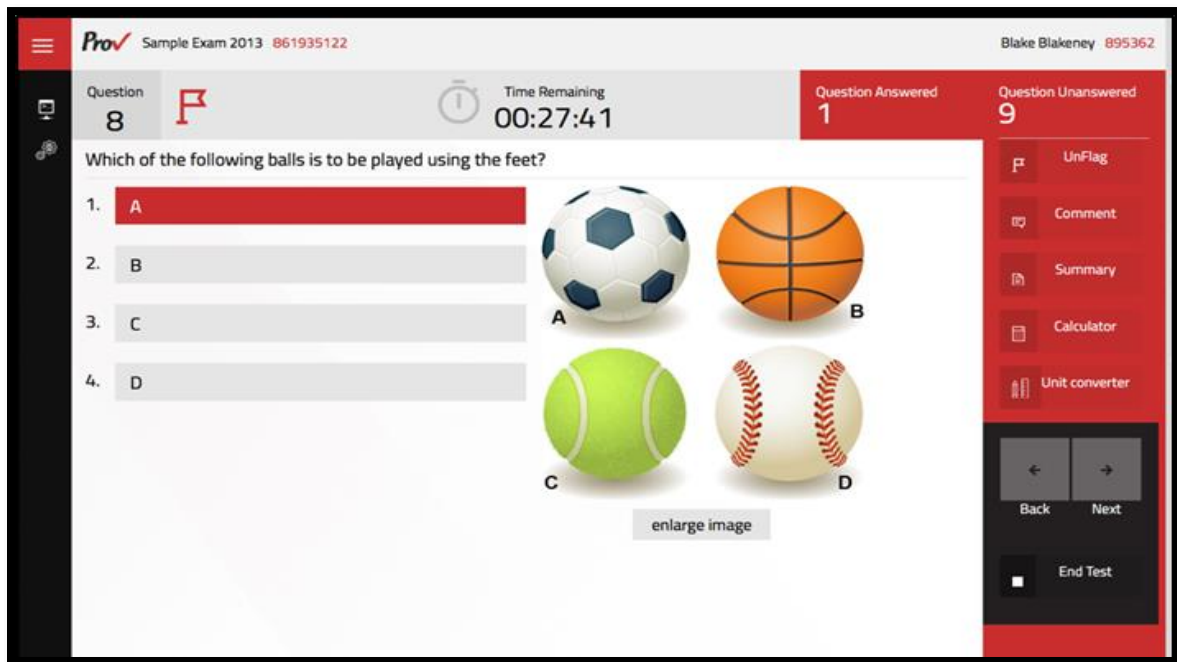 Prov Sample Exam 2013 861935122
Blake Blakeney 895362
Question
8
Time Remaining
00:27:41
Question Answered
1
Question Unanswered
9
Which of the following balls is to be played using the feet?
1. A
2. B
3. C
4. D
A
B
C
D
enlarge image
UnFlag
Comment
Summary
Calculator
Unit converter
Back
Next
End Test